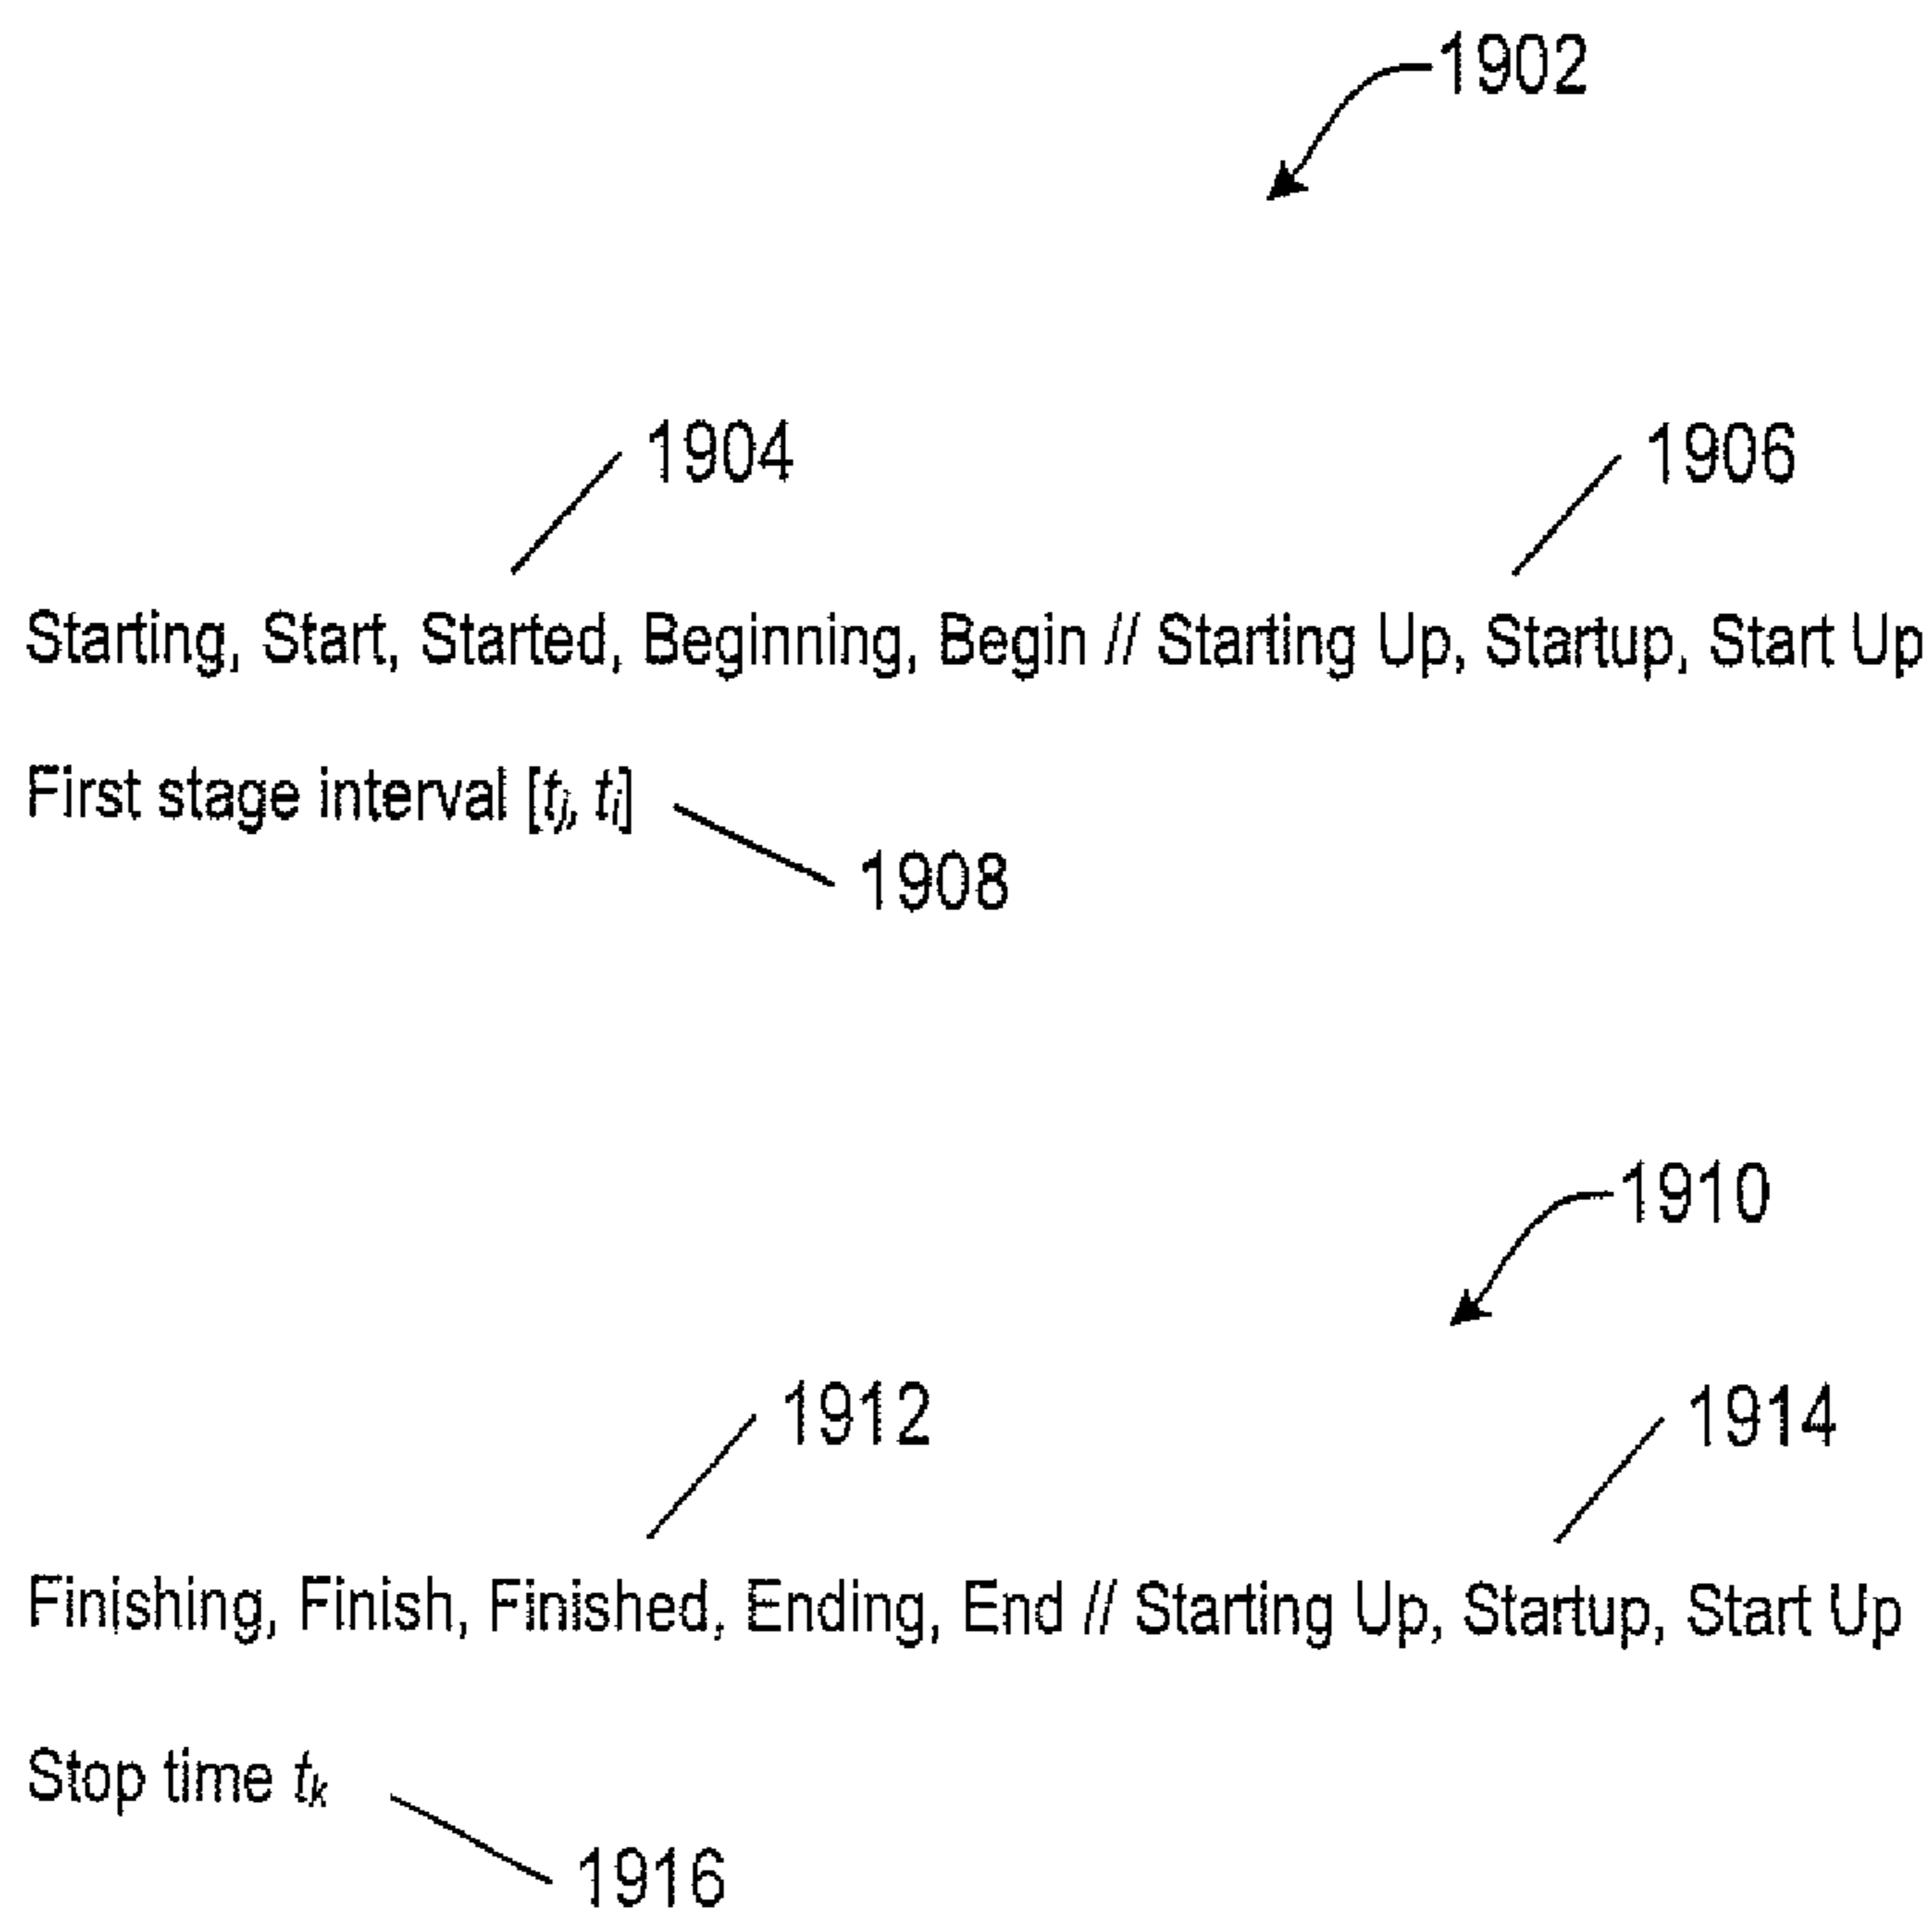 1902
1904
1906
Starting, Start, Started, Beginning, Begin // Starting Up, Startup, Start Up
First stage interval [tj, ti]
1908
1910
1912
1914
Finishing, Finish, Finished, Ending, End // Starting Up, Startup, Start Up
Stop time tk
1916